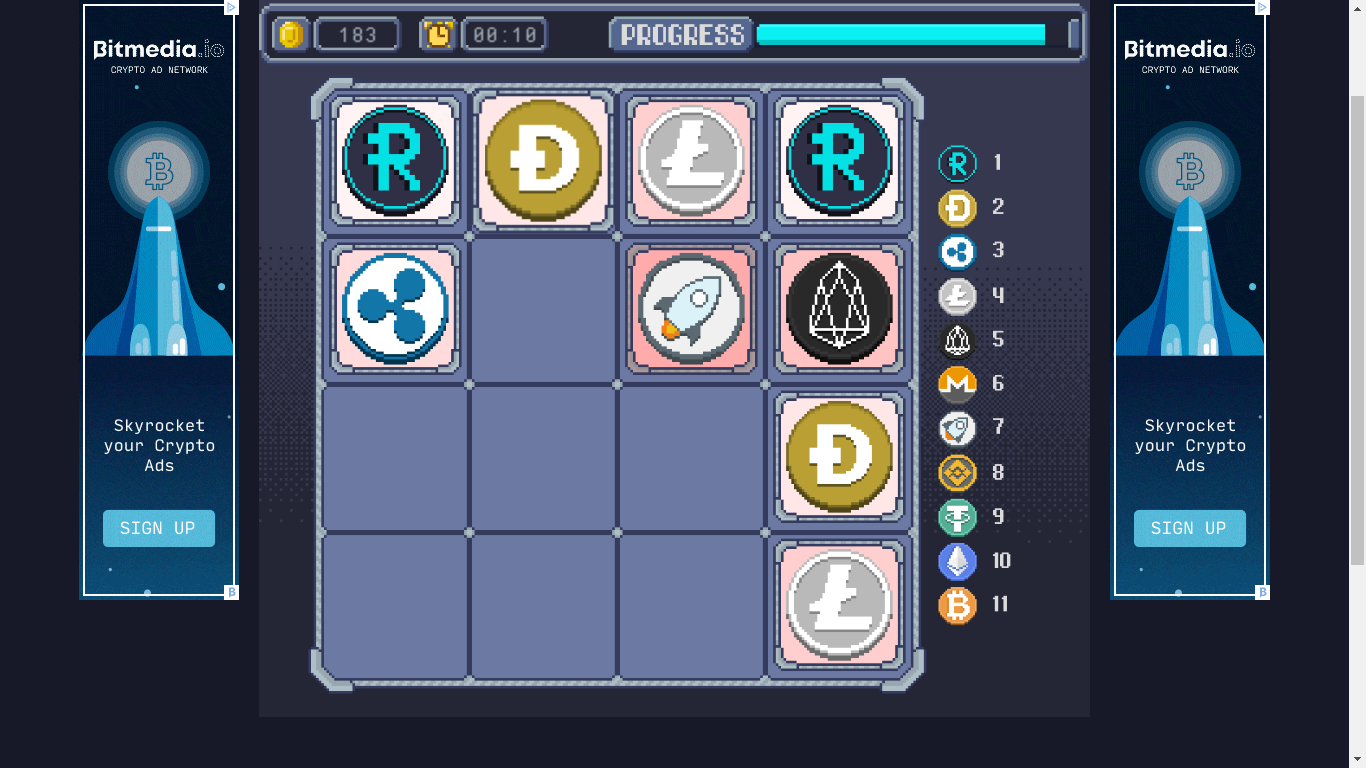 Bitmedia.io
CRYPTO AD NETWORK
Skyrocket
your Crypto
Ads
SIGN UP
183
00:10
PROGRESS
1
2
3
4
5
6
7
8
9
10
11
Bitmedia.io
CRYPTO AD NETWORK
Skyrocket
your Crypto
Ads
SIGN UP